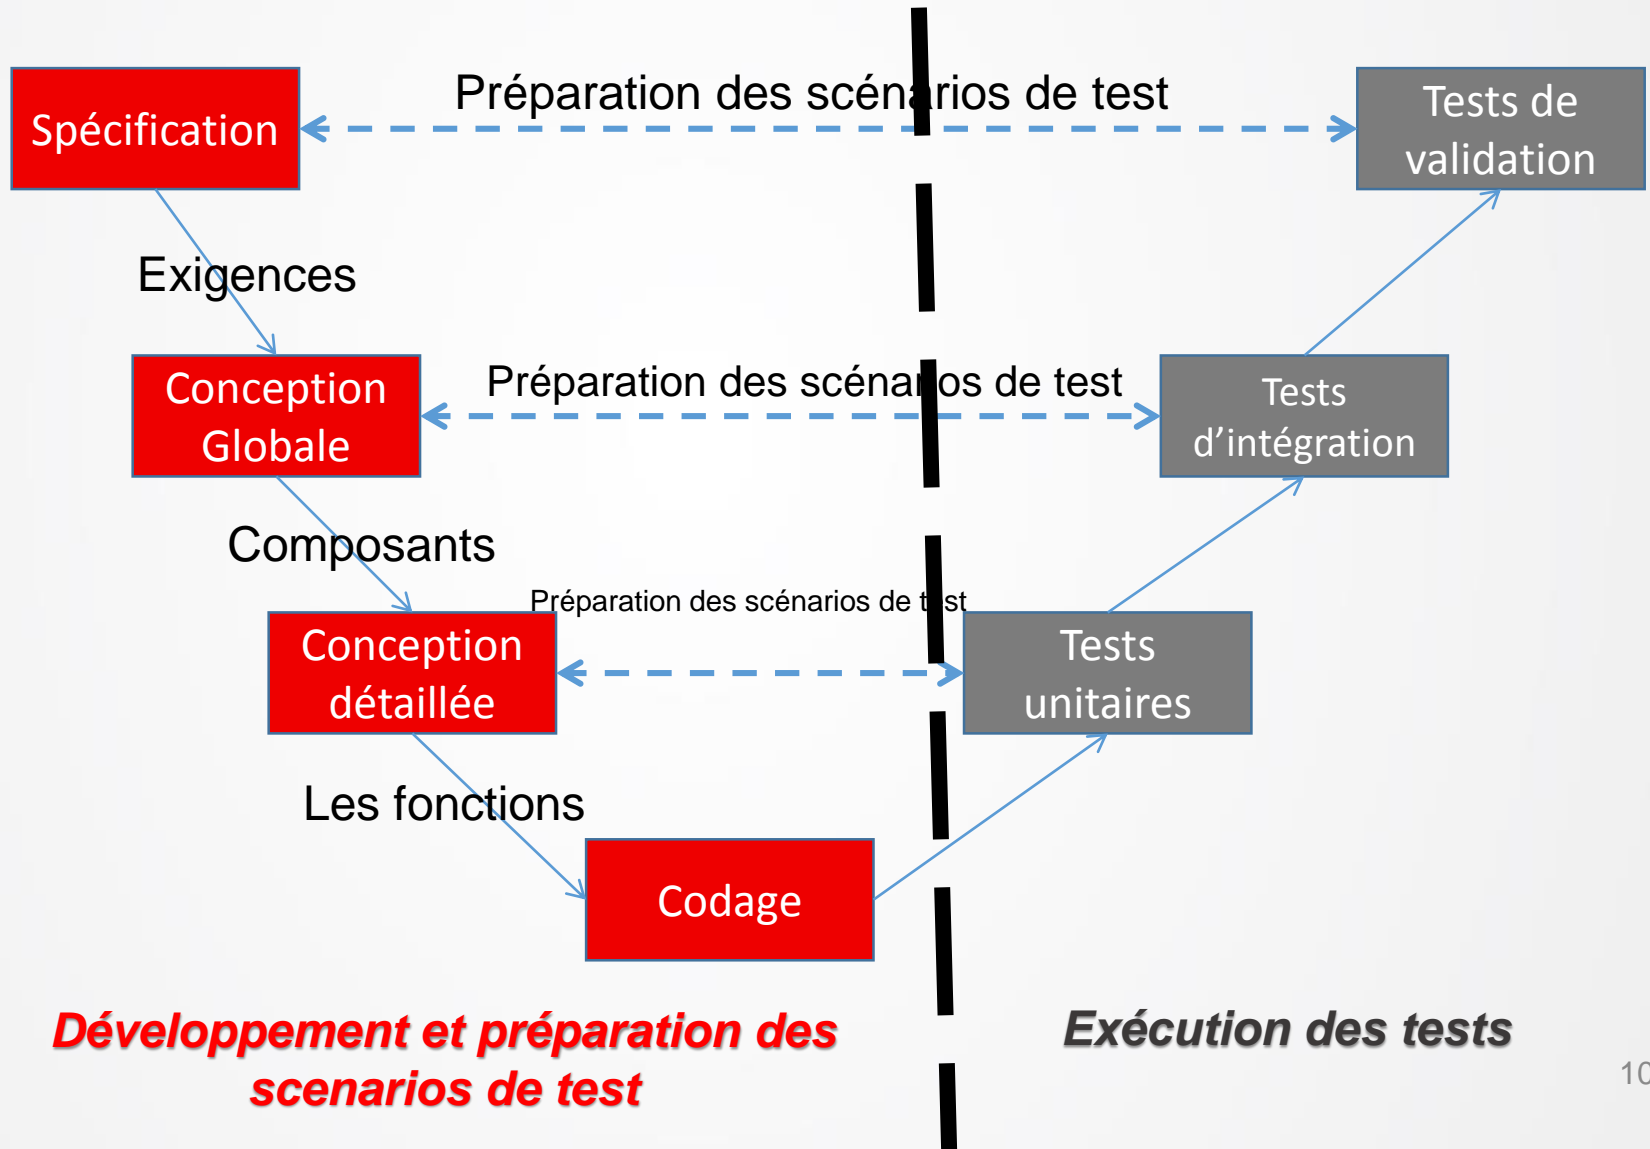 Préparation des scénarios de test
Spécification
Tests de
validation
Exigences
Préparation des scénarios de test
Conception
Globale
Tests
d’intégration
Composants
Préparation des scénarios de test
Conception
détaillée
Tests
unitaires
Les fonctions
Codage
Développement et préparation des
scenarios de test
Exécution des tests
10